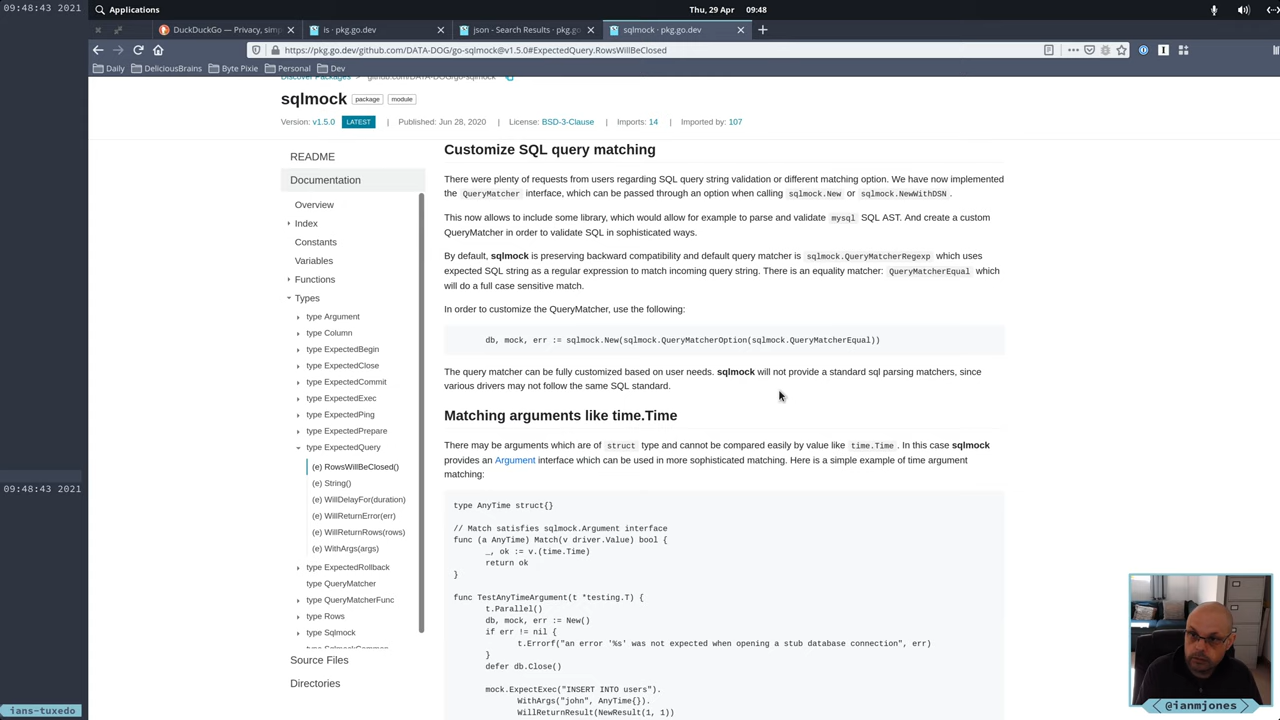 09:48:43 2021
Applications
Thu, 29 Apr 09:48
DuckDuckGo — Privacy, sim
is · pkg.go.dev
json - Search Results · pkg.go
sqlmock · pkg.go.dev
https://pkg.go.dev/github.com/DATA-DOG/go-sqlmock@v1.5.0#ExpectedQuery.RowsWillBeClosed
Daily
DeliciousBrains
Byte Pixie
Personal
Dev
Discover Packages > github.com/DATA-DOG/go-sqlmock
sqlmock package module
Version: v1.5.0 LATEST | Published: Jun 28, 2020 | License: BSD-3-Clause | Imports: 14 | Imported by: 107
README
Documentation
Overview
Index
Constants
Variables
Functions
Types
type Argument
type Column
type ExpectedBegin
type ExpectedClose
type ExpectedCommit
type ExpectedExec
type ExpectedPing
type ExpectedPrepare
type ExpectedQuery
(e) RowsWillBeClosed()
(e) String()
(e) WillDelayFor(duration)
(e) WillReturnError(err)
(e) WillReturnRows(rows)
(e) WithArgs(args)
type ExpectedRollback
type QueryMatcher
type QueryMatcherFunc
type Rows
type Sqlmock
type SqlmockCommon
Source Files
Directories
Customize SQL query matching
There were plenty of requests from users regarding SQL query string validation or different matching option. We have now implemented
the QueryMatcher interface, which can be passed through an option when calling sqlmock.New or sqlmock.NewWithDSN .
This now allows to include some library, which would allow for example to parse and validate mysql SQL AST. And create a custom
QueryMatcher in order to validate SQL in sophisticated ways.
By default, sqlmock is preserving backward compatibility and default query matcher is sqlmock.QueryMatcherRegexp which uses
expected SQL string as a regular expression to match incoming query string. There is an equality matcher: QueryMatcherEqual which
will do a full case sensitive match.
In order to customize the QueryMatcher, use the following:
db, mock, err := sqlmock.New(sqlmock.QueryMatcherOption(sqlmock.QueryMatcherEqual))
The query matcher can be fully customized based on user needs. sqlmock will not provide a standard sql parsing matchers, since
various drivers may not follow the same SQL standard.
Matching arguments like time.Time
There may be arguments which are of struct type and cannot be compared easily by value like time.Time . In this case sqlmock
provides an Argument interface which can be used in more sophisticated matching. Here is a simple example of time argument
matching:
type AnyTime struct{}
// Match satisfies sqlmock.Argument interface
func (a AnyTime) Match(v driver.Value) bool {
_, ok := v.(time.Time)
return ok
}
func TestAnyTimeArgument(t *testing.T) {
t.Parallel()
db, mock, err := New()
if err != nil {
t.Errorf("an error '%s' was not expected when opening a stub database connection", err)
}
defer db.Close()
mock.ExpectExec("INSERT INTO users").
WithArgs("john", AnyTime{}).
WillReturnResult(NewResult(1, 1))
09:48:43 2021
ians-tuxedo
@ianmjones